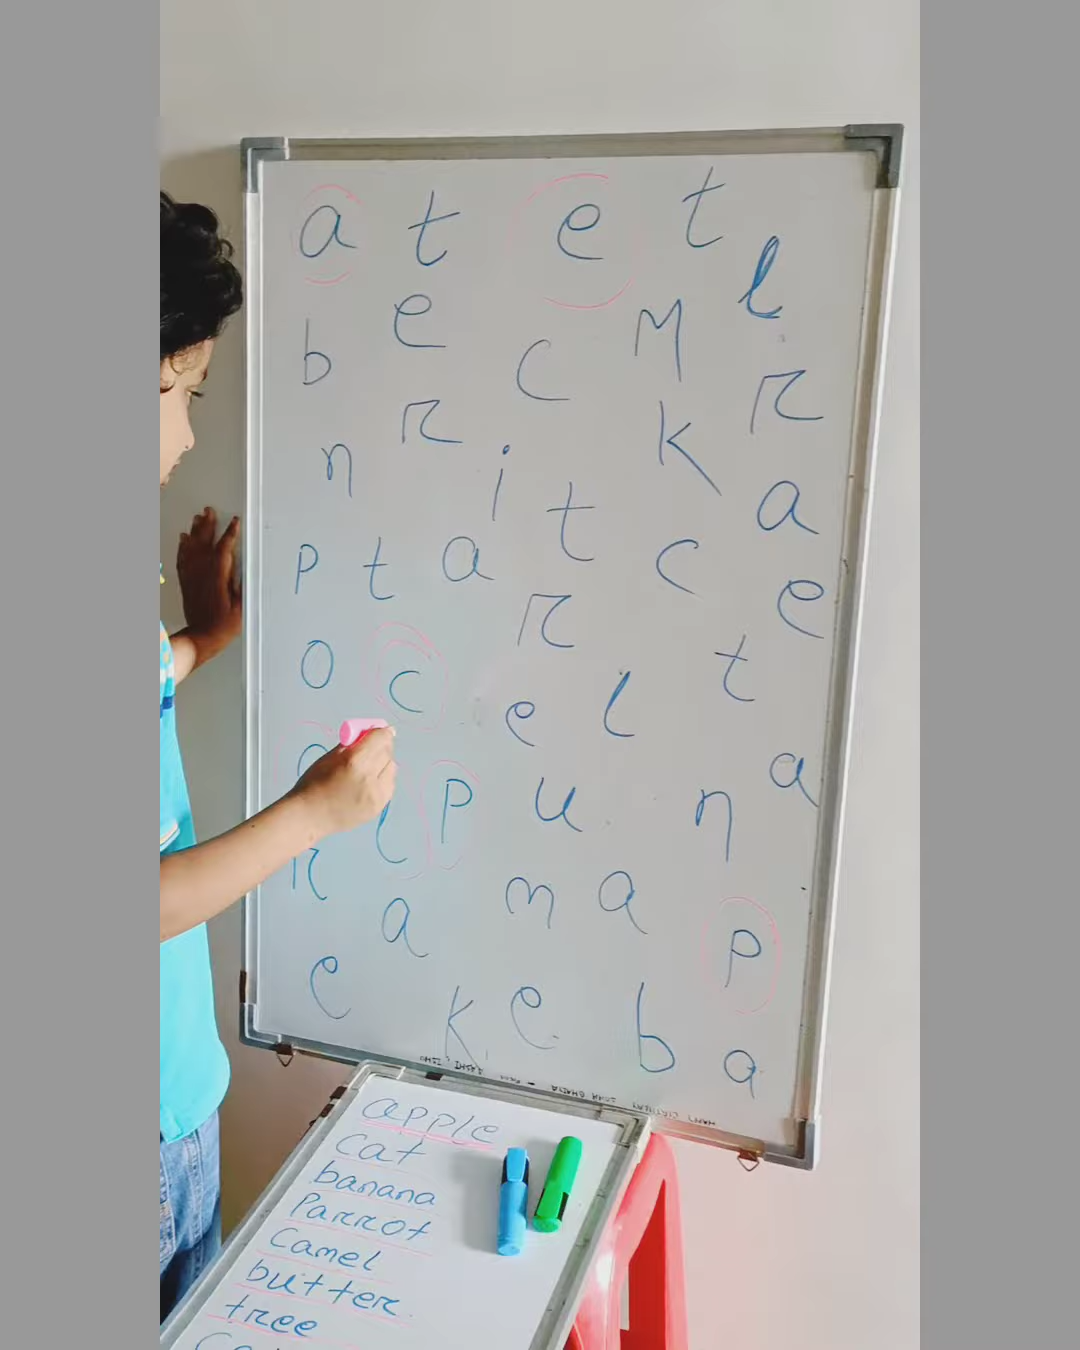 a t e t
l
e
b c M
r r
k
n i
t a
p t a c
r e
o c t
e l
a
p u n
l
r
m a
a p
e
k e b
a
apple
cat
banana
Parrot
Camel
butter
tree